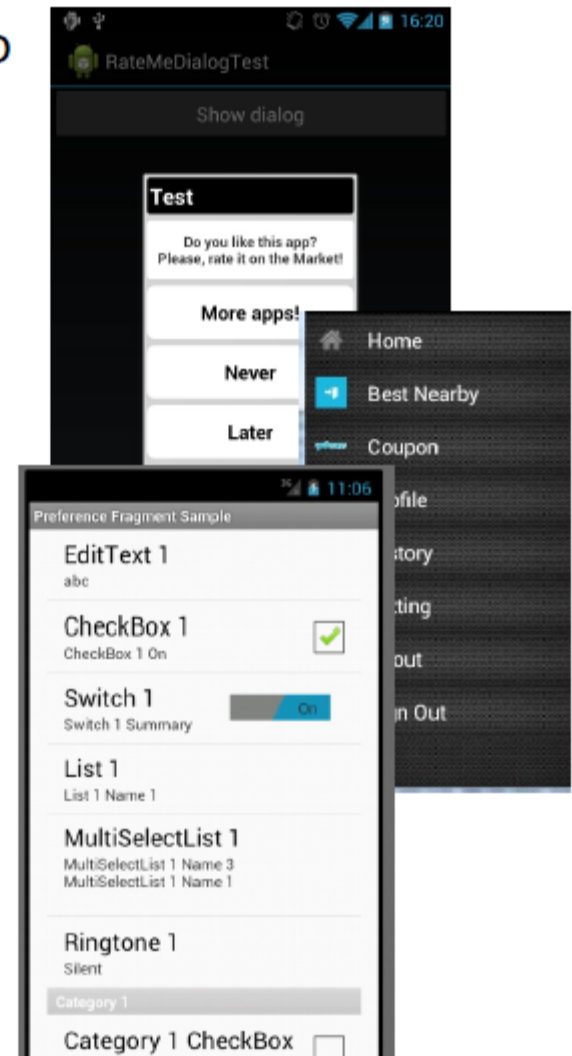 16:20
RateMeDialogTest
Show dialog
Test
Do you like this app?
Please, rate it on the Market!
More apps!
Never
Later
Home
Best Nearby
Coupon
ofile
story
tting
out
n Out
3G 11:06
Preference Fragment Sample
EditText 1
abc
CheckBox 1
CheckBox 1 On
Switch 1
On
Switch 1 Summary
List 1
List 1 Name 1
MultiSelectList 1
MultiSelectList 1 Name 3
MultiSelectList 1 Name 1
Ringtone 1
Silent
Category 1
Category 1 CheckBox